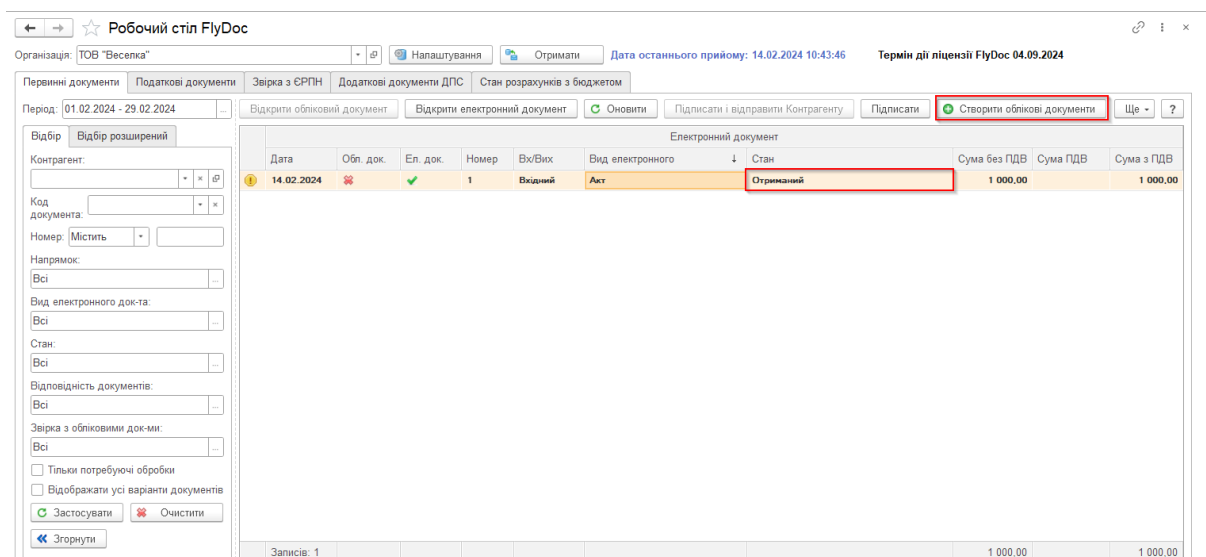 Робочий стіл FlyDoc
Організація: ТОВ "Веселка" Налаштування Отримати Дата останнього прийому: 14.02.2024 10:43:46 Термін дії ліцензії FlyDoc 04.09.2024
Первинні документи Податкові документи Звірка з ЄРПН Додаткові документи ДПС Стан розрахунків з бюджетом
Період: 01.02.2024 - 29.02.2024 ... Відкрити обліковий документ Відкрити електронний документ Оновити Підписати і відправити Контрагенту Підписати Створити облікові документи Ще ?
Відбір Відбір розширений
Електронний документ
Контрагент:
Дата Обл. док. Ел. док. Номер Вх/Вих Вид електронного ↓ Стан Сума без ПДВ Сума ПДВ Сума з ПДВ
14.02.2024 1 Вхідний Акт Отриманий 1 000,00 1 000,00
Код
документа:
Номер: Містить
Напрямок:
Всі ...
Вид електронного док-та:
Всі ...
Стан:
Всі ...
Відповідність документів:
Всі ...
Звірка з обліковими док-ми:
Всі ...
Тільки потребуючі обробки
Відображати усі варіанти документів
Застосувати Очистити
Згорнути
Записів: 1 1 000,00 1 000,00